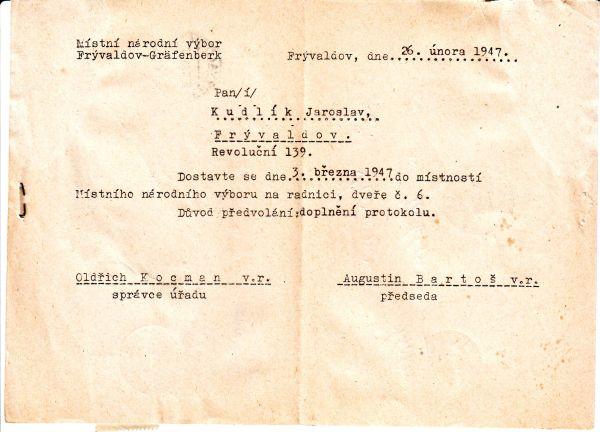 Místní národní výbor
Frývaldov-Gräfenberk
Frývaldov, dne 26. února 1947.
Pan/í/
Kudlík Jaroslav,
Frývaldov.
Revoluční 139.
Dostavte se dne 3. března 1947 do místností
Místního národního výboru na radnici, dveře č. 6.
Důvod předvolání: doplnění protokolu.
Oldřich Kocman v.r.
správce úřadu
Augustin Bartoš v.r.
předseda